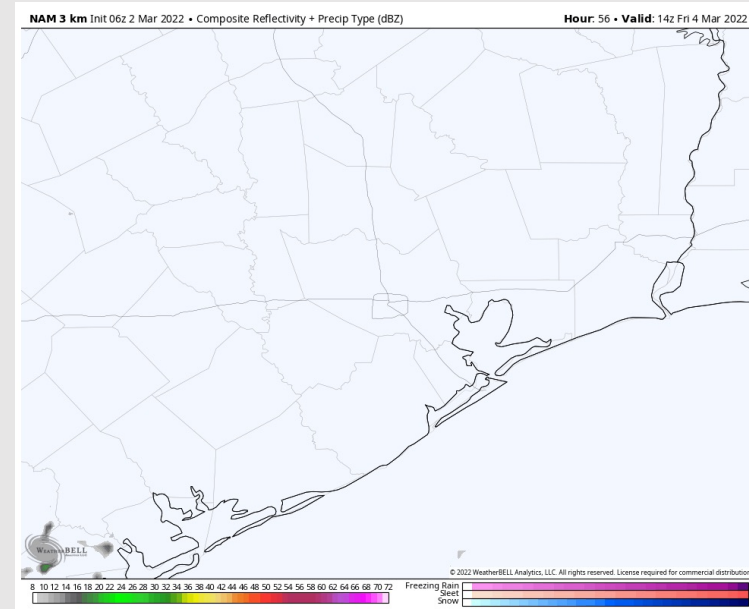 NAM 3 km Init 06z 2 Mar 2022 • Composite Reflectivity + Precip Type (dBZ)
Hour: 56 • Valid: 14z Fri 4 Mar 2022
WEATHERBELL
© 2022 WeatherBELL Analytics, LLC. All rights reserved. License required for commercial distribution
8 10 12 14 16 18 20 22 24 26 28 30 32 34 36 38 40 42 44 46 48 50 52 54 56 58 60 62 64 66 68 70 72
Freezing Rain
Sleet
Snow